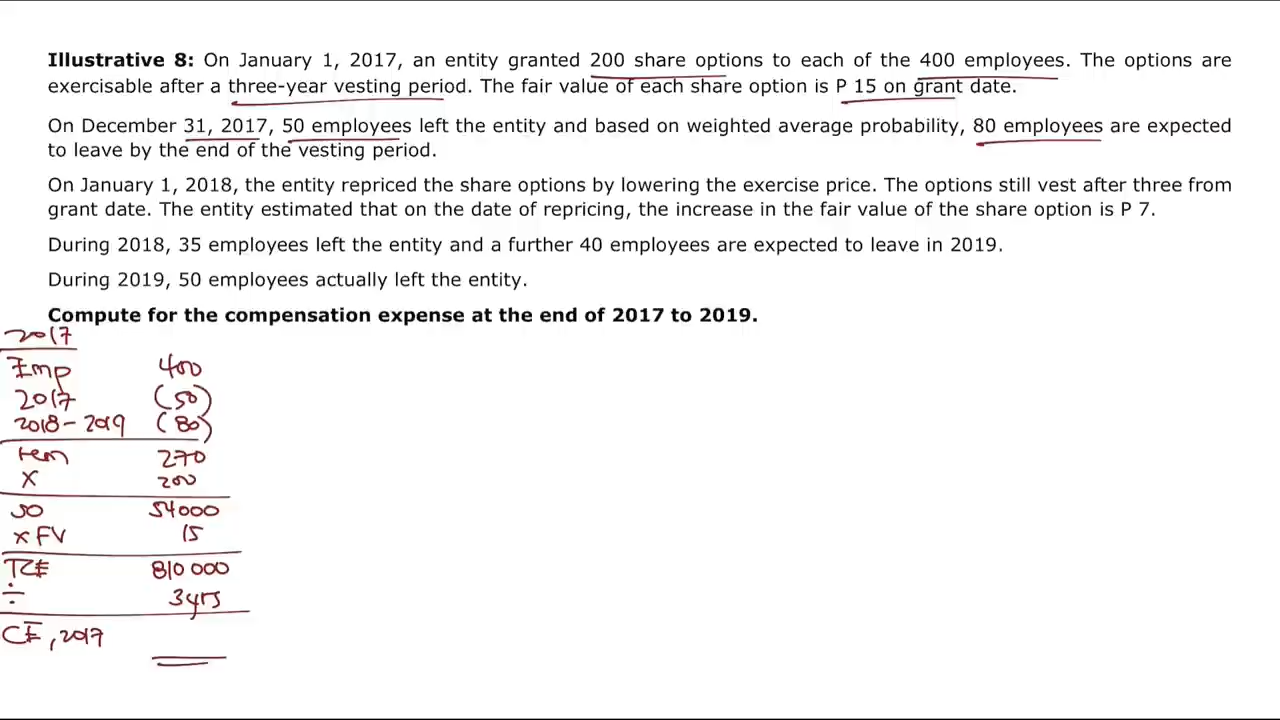 Illustrative 8: On January 1, 2017, an entity granted 200 share options to each of the 400 employees. The options are
exercisable after a three-year vesting period. The fair value of each share option is P 15 on grant date.
On December 31, 2017, 50 employees left the entity and based on weighted average probability, 80 employees are expected
to leave by the end of the vesting period.
On January 1, 2018, the entity repriced the share options by lowering the exercise price. The options still vest after three from
grant date. The entity estimated that on the date of repricing, the increase in the fair value of the share option is P 7.
During 2018, 35 employees left the entity and a further 40 employees are expected to leave in 2019.
During 2019, 50 employees actually left the entity.
Compute for the compensation expense at the end of 2017 to 2019.
2017
Emp 400
2017 (50)
2018-2019 (80)
rem 270
x 200
SO 54000
x FV 15
TCE 810 000
÷ 3yrs
CE, 2017